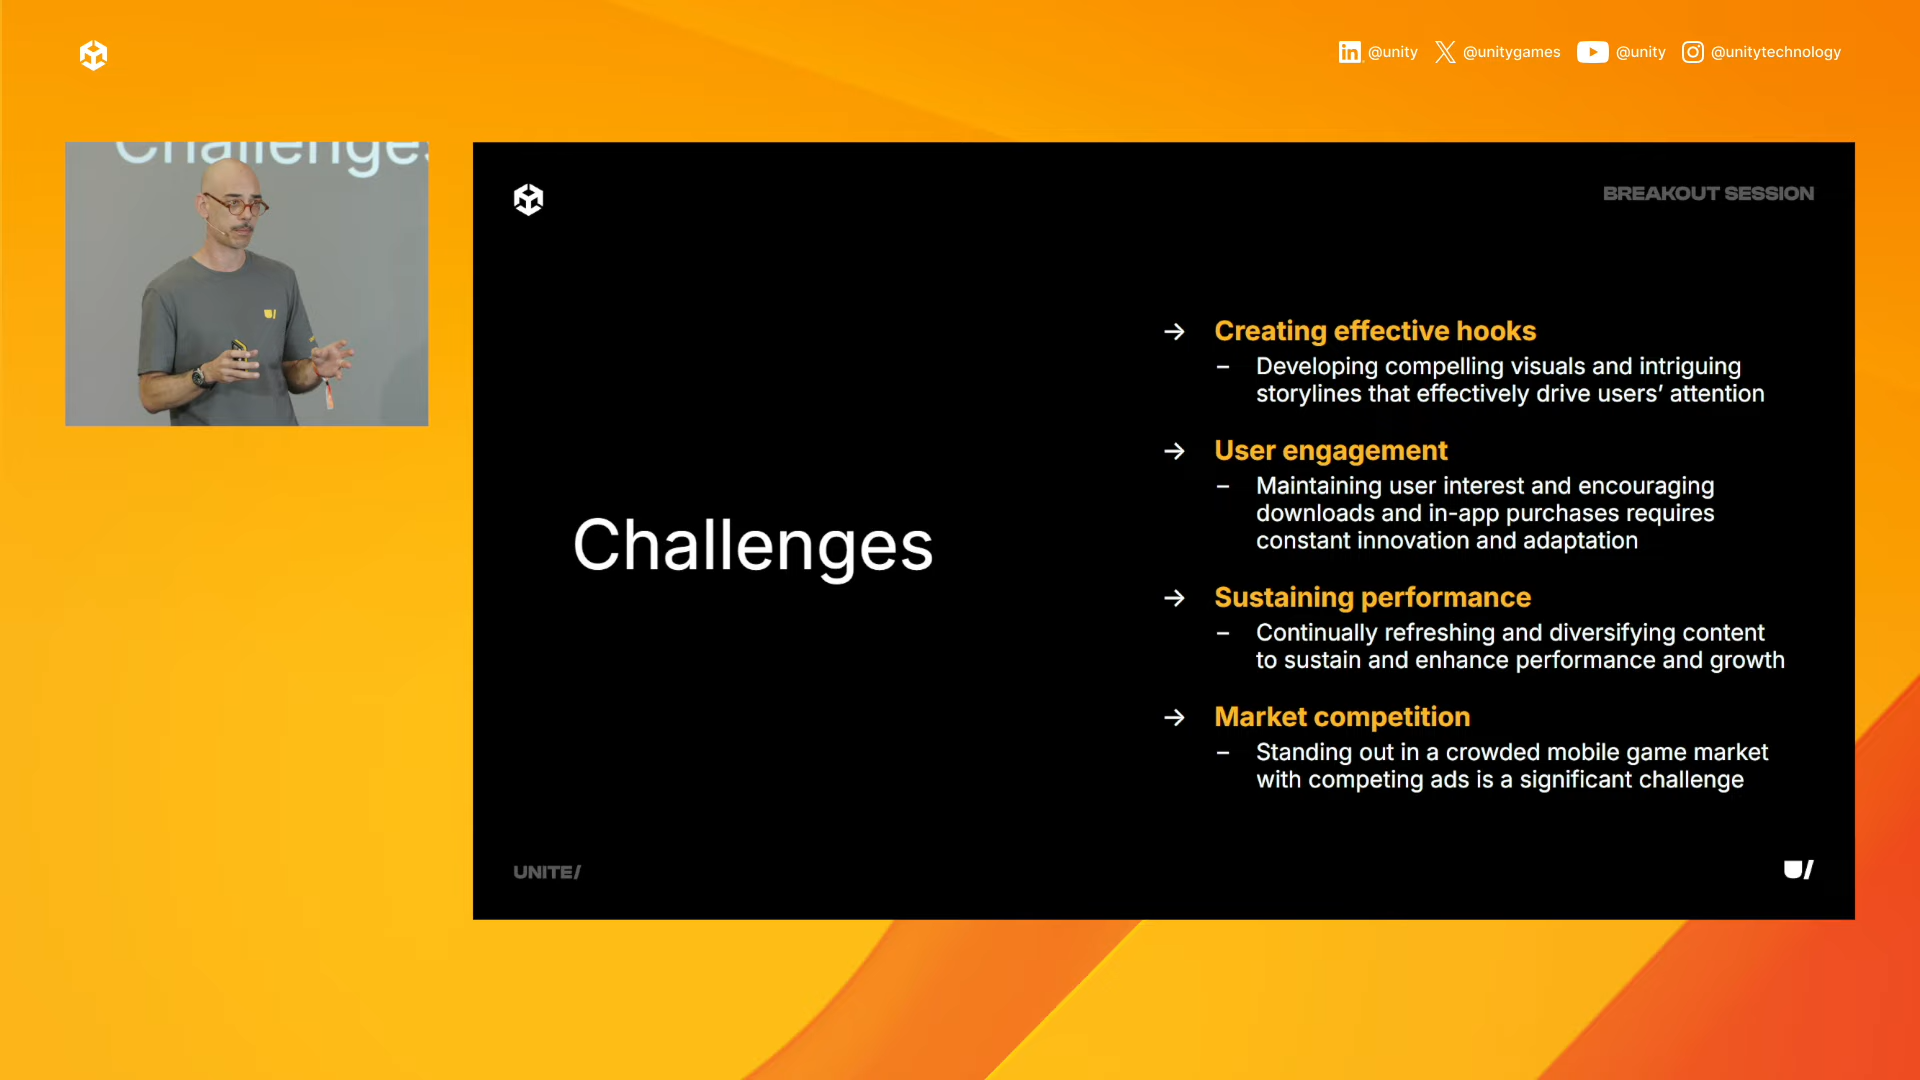 @unity
@unitygames
@unity
@unitytechnology
Challenges
BREAKOUT SESSION
Challenges
→ Creating effective hooks
– Developing compelling visuals and intriguing
storylines that effectively drive users’ attention
→ User engagement
– Maintaining user interest and encouraging
downloads and in-app purchases requires
constant innovation and adaptation
→ Sustaining performance
– Continually refreshing and diversifying content
to sustain and enhance performance and growth
→ Market competition
– Standing out in a crowded mobile game market
with competing ads is a significant challenge
UNITE/
U/